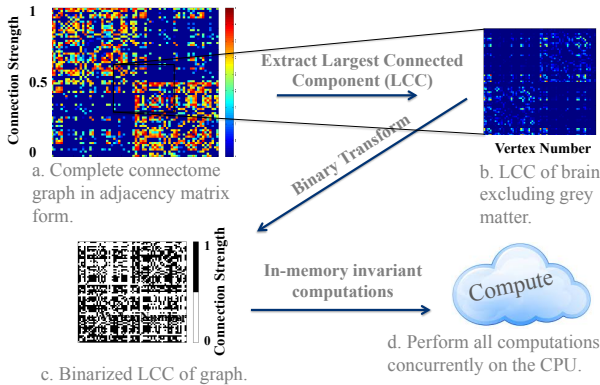 Connection Strength
1
0.5
0
a. Complete connectome
graph in adjacency matrix
form.
Extract Largest Connected
Component (LCC)
Vertex Number
b. LCC of brain
excluding grey
matter.
Binary Transform
1
Connection Strength
0
c. Binarized LCC of graph.
In-memory invariant
computations
Compute
d. Perform all computations
concurrently on the CPU.